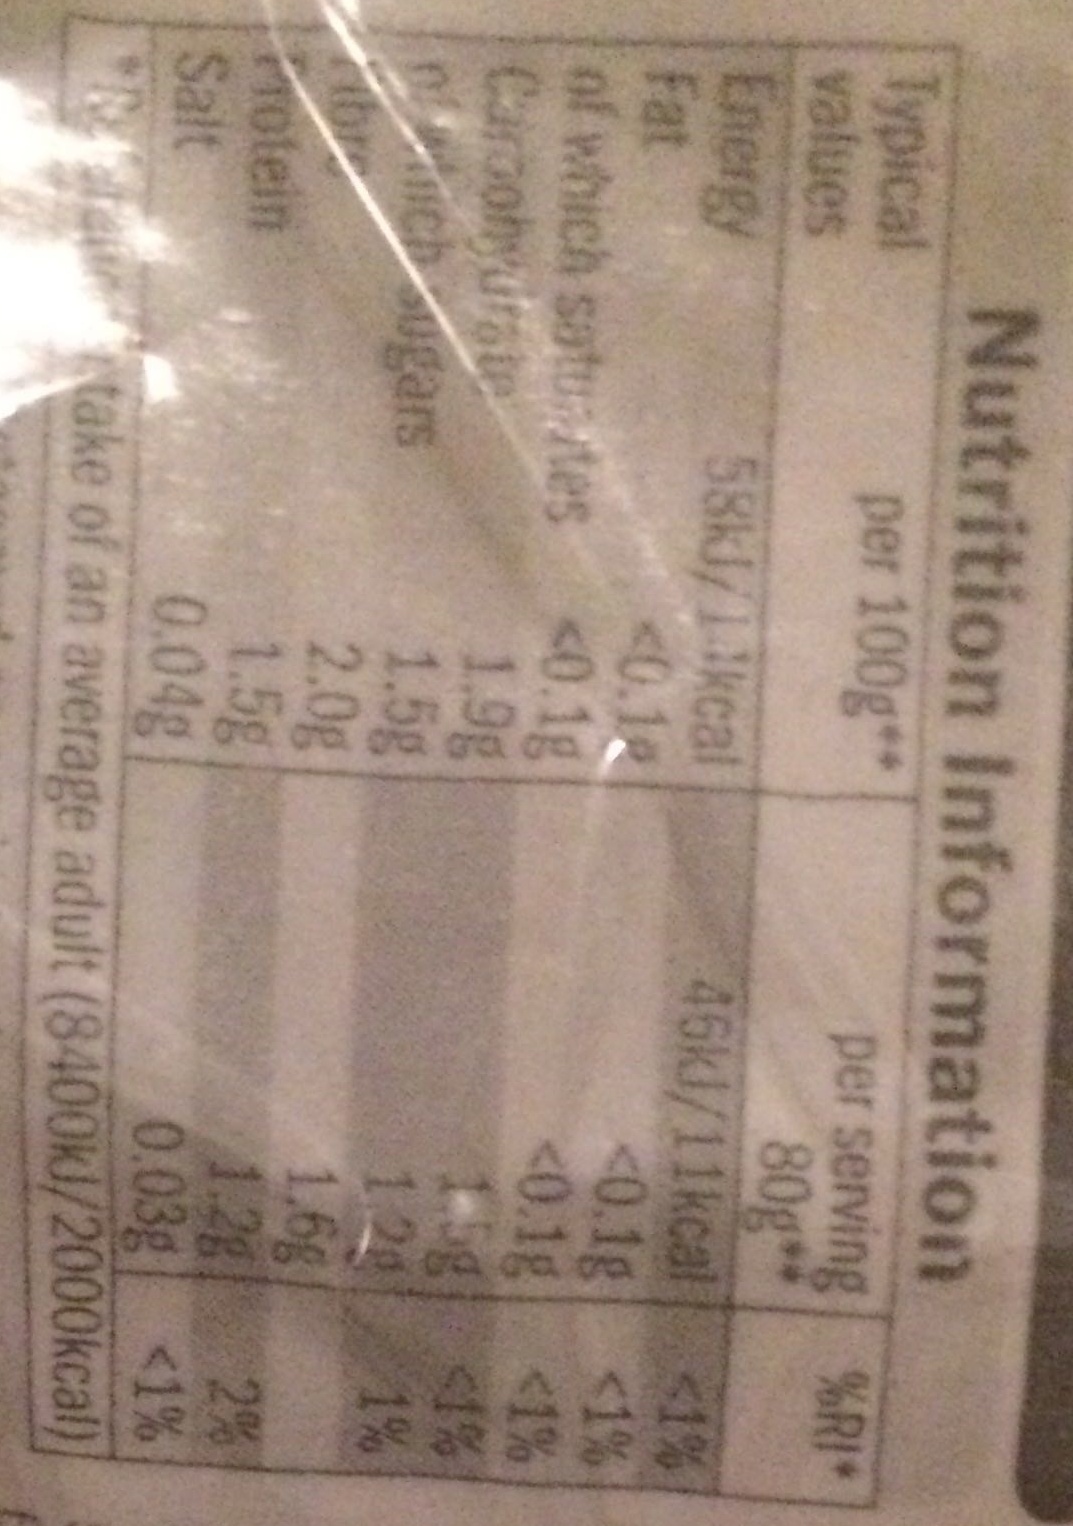 Nutrition Information
Typical values per 100g** per serving 80g** %RI*
Energy 58kJ/ 46kJ/11kcal <1%
Fat <0.1g <0.1g <1%
of which <0.1g <0.1g <1%
Carbohydrate 1.9g <1%
of which sugars 1.5g 1.2g 1%
Fibre 2.0g 1.6g
Protein 1.5g 1.2g 2%
Salt 0.04g 0.03g <1%
of an average adult (8400kJ/2000kcal)